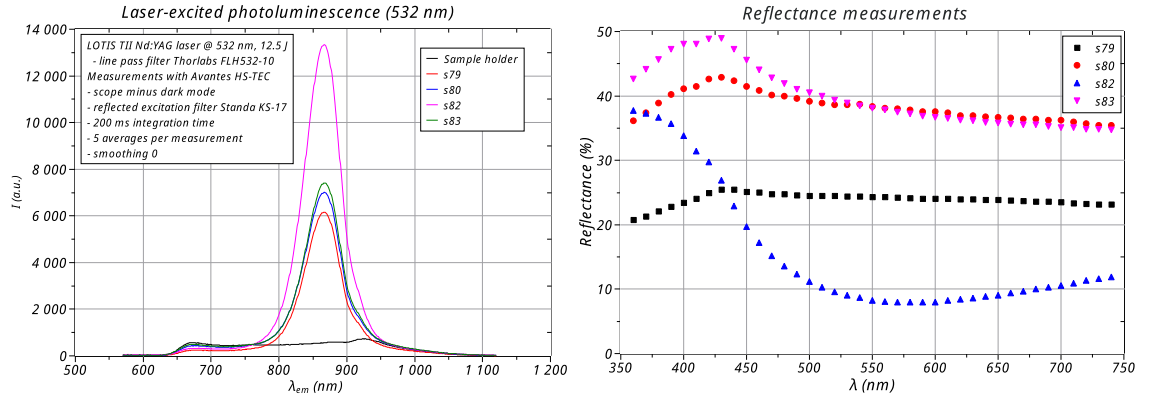 Laser-excited photoluminescence (532 nm)
14 000
12 000
10 000
8 000
6 000
4 000
2 000
0
I (a.u.)
LOTIS TII Nd:YAG laser @ 532 nm, 12.5 J
- line pass filter Thorlabs FLH532-10
Measurements with Avantes HS-TEC
- scope minus dark mode
- reflected excitation filter Standa KS-17
- 200 ms integration time
- 5 averages per measurement
- smoothing 0
Sample holder
s79
s80
s82
s83
500 600 700 800 900 1 000 1 100 1 200
λem (nm)
Reflectance measurements
50
40
30
20
10
0
Reflectance (%)
s79
s80
s82
s83
350 400 450 500 550 600 650 700 750
λ (nm)